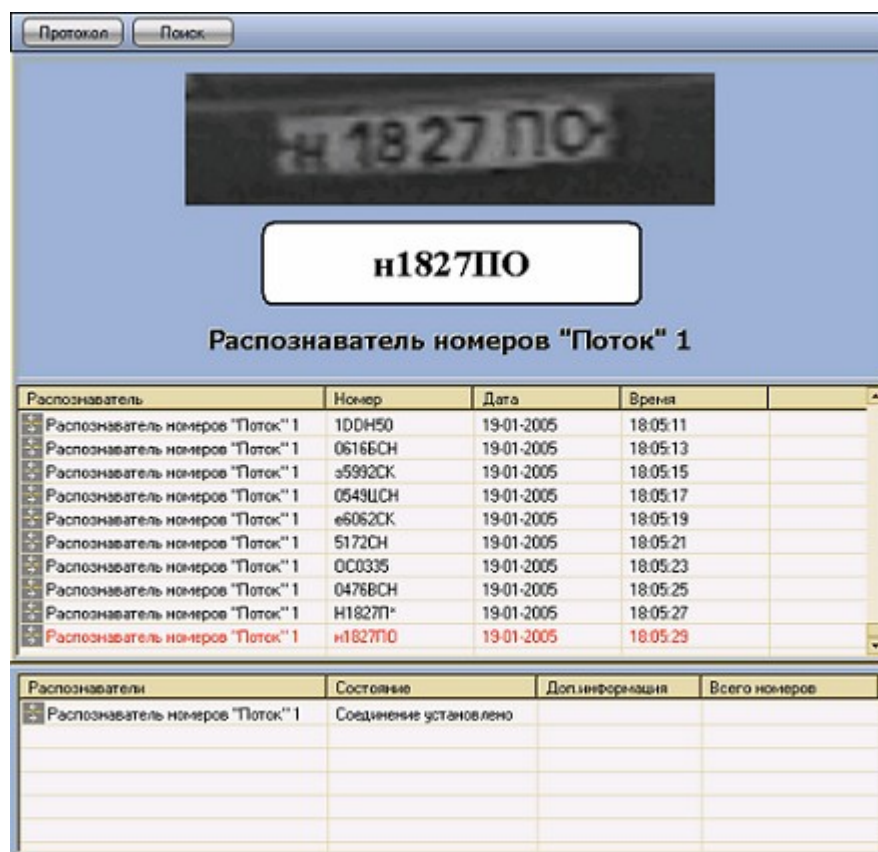 Протокол Поиск
н 1827 ПО
н1827ПО
Распознаватель номеров "Поток" 1
Распознаватель Номер Дата Время
Распознаватель номеров "Поток" 1 1DDH50 19-01-2005 18:05:11
Распознаватель номеров "Поток" 1 0616БСН 19-01-2005 18:05:13
Распознаватель номеров "Поток" 1 з5992СК 19-01-2005 18:05:15
Распознаватель номеров "Поток" 1 0549ЦСН 19-01-2005 18:05:17
Распознаватель номеров "Поток" 1 е6062СК 19-01-2005 18:05:19
Распознаватель номеров "Поток" 1 5172СН 19-01-2005 18:05:21
Распознаватель номеров "Поток" 1 ОС0335 19-01-2005 18:05:23
Распознаватель номеров "Поток" 1 0476ВСН 19-01-2005 18:05:25
Распознаватель номеров "Поток" 1 Н1827П* 19-01-2005 18:05:27
Распознаватель номеров "Поток" 1 н1827ПО 19-01-2005 18:05:29
Распознаватели Состояние Доп.информация Всего номеров
Распознаватель номеров "Поток" 1 Соединение установлено